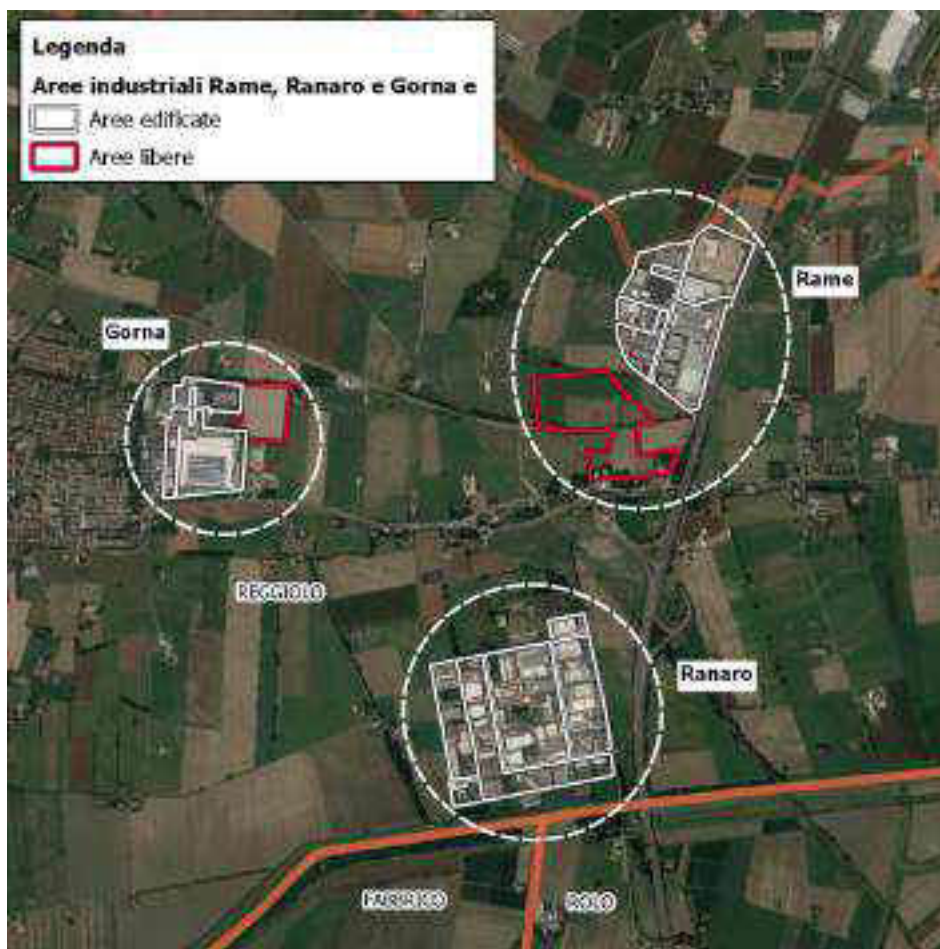 Legenda
Aree industriali Rame, Ranaro e Gorna e
Aree edificate
Aree libere
Rame
Gorna
REGGIOLO
Ranaro
FABBRICO
ROLO